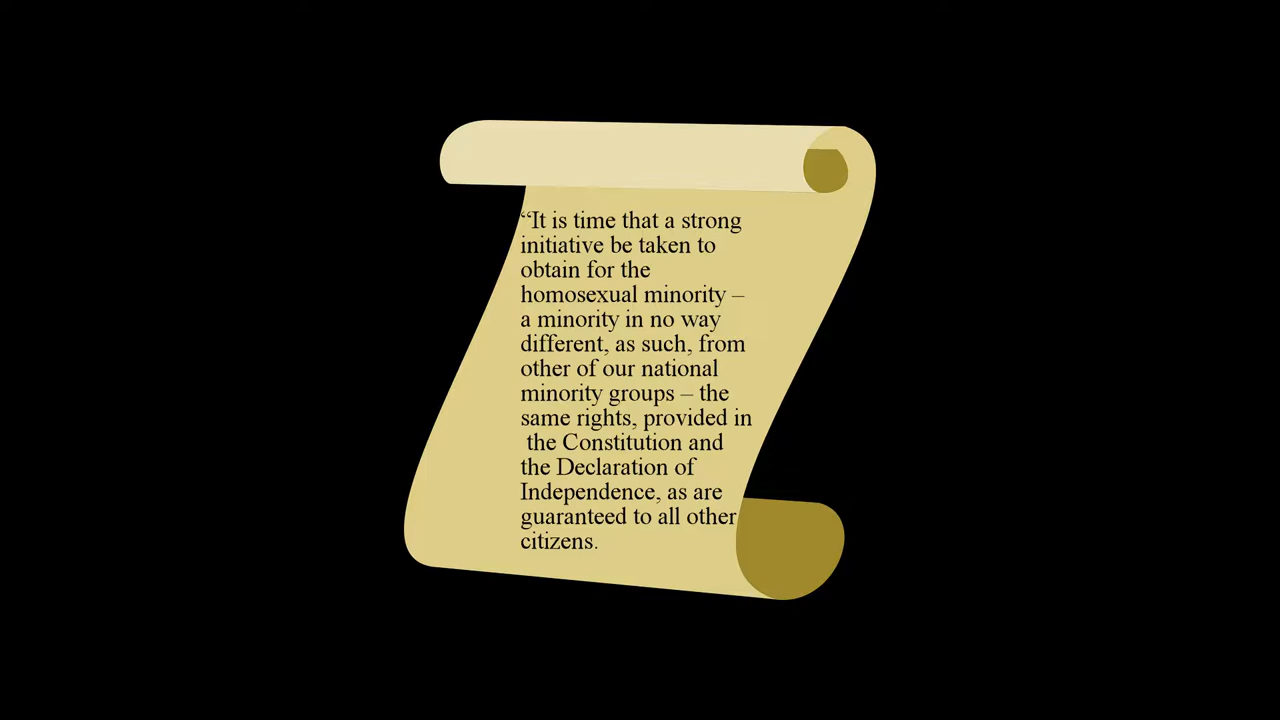 “It is time that a strong
initiative be taken to
obtain for the
homosexual minority –
a minority in no way
different, as such, from
other of our national
minority groups – the
same rights, provided in
the Constitution and
the Declaration of
Independence, as are
guaranteed to all other
citizens.